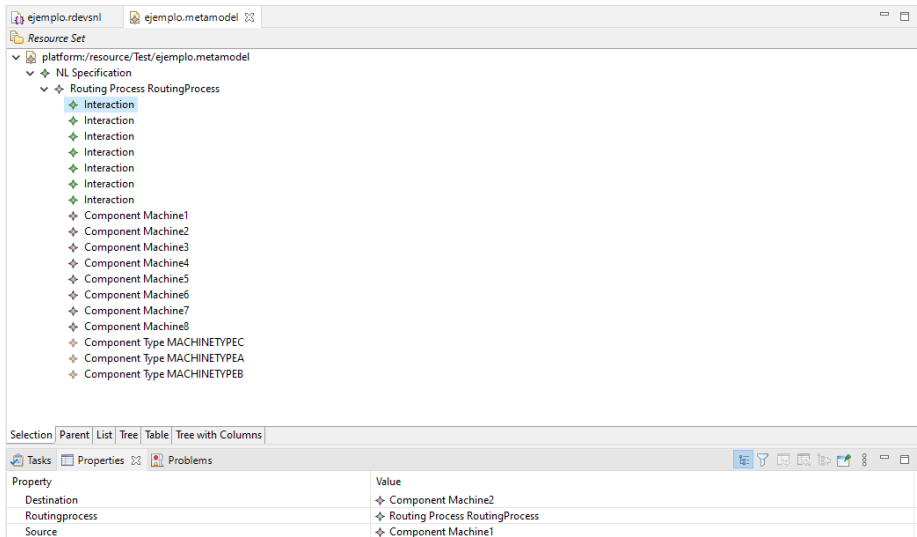 ejemplo.rdevsnl ejemplo.metamodel
Resource Set
platform:/resource/Test/ejemplo.metamodel
NL Specification
Routing Process RoutingProcess
Interaction
Interaction
Interaction
Interaction
Interaction
Interaction
Interaction
Component Machine1
Component Machine2
Component Machine3
Component Machine4
Component Machine5
Component Machine6
Component Machine7
Component Machine8
Component Type MACHINETYPEC
Component Type MACHINETYPEA
Component Type MACHINETYPEB
Selection Parent List Tree Table Tree with Columns
Tasks Properties Problems
Property Value
Destination Component Machine2
Routingprocess Routing Process RoutingProcess
Source Component Machine1